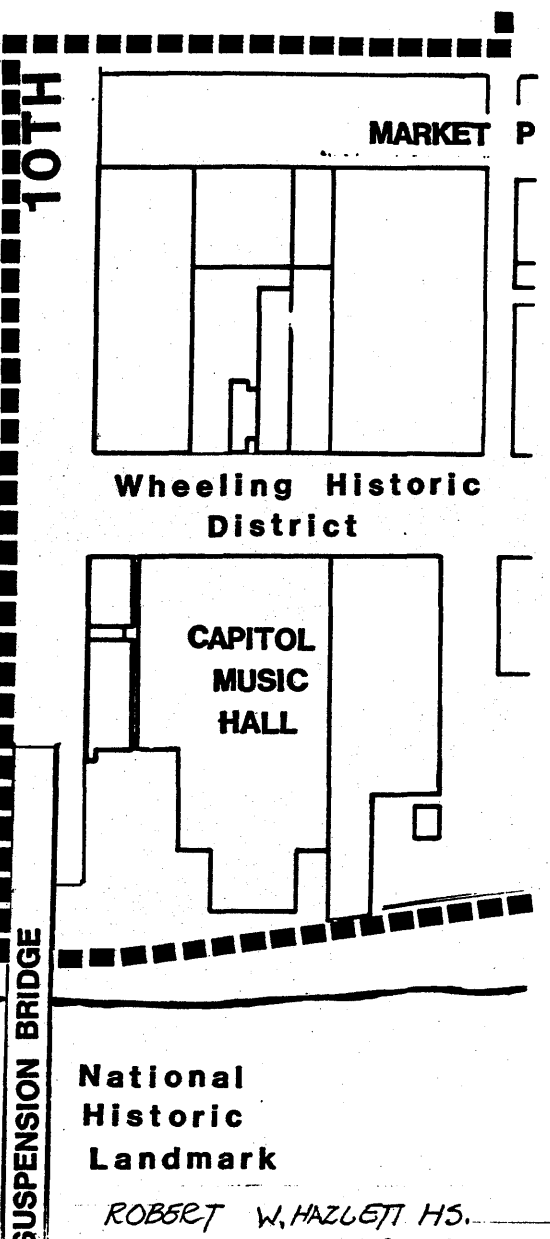 10TH
MARKET P
Wheeling Historic
District
CAPITOL
MUSIC
HALL
SUSPENSION BRIDGE
National
Historic
Landmark
ROBERT W. HAZLETT HS.